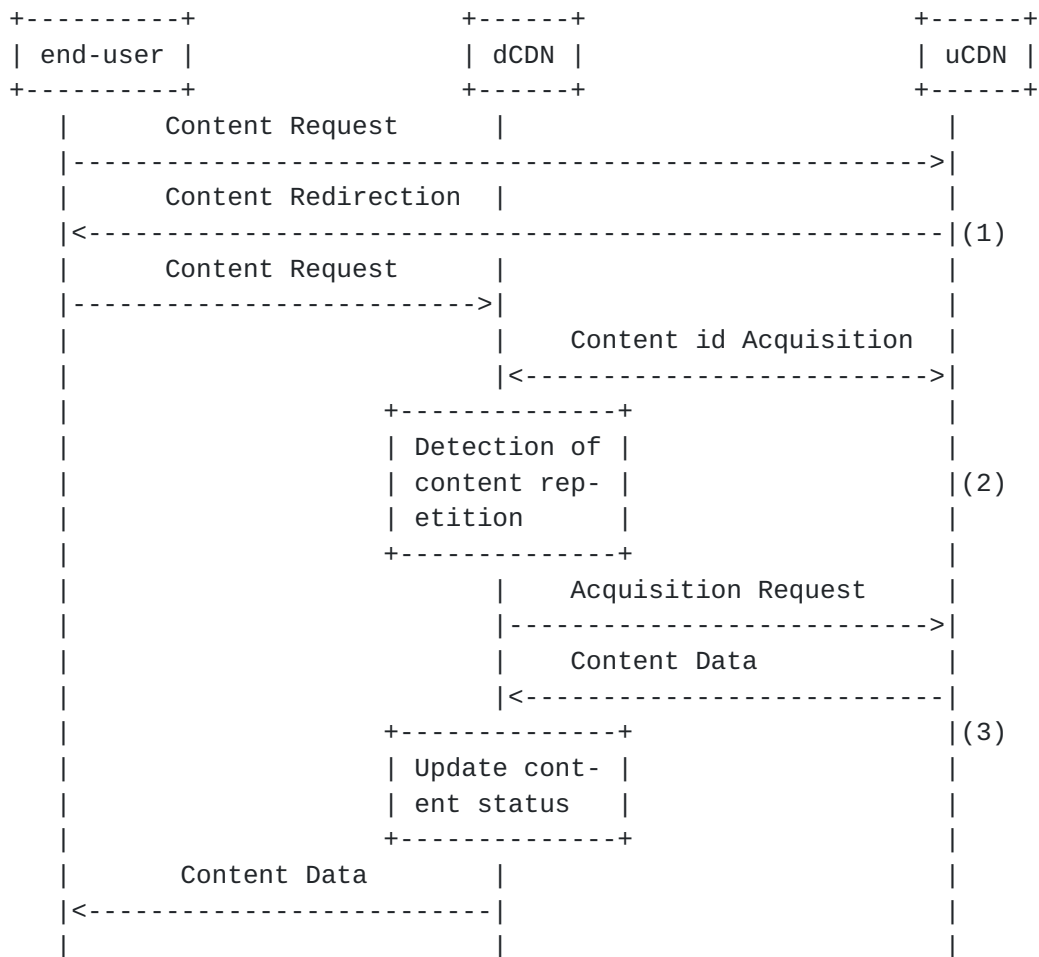 end-user dCDN uCDN
Content Request
Content Redirection
(1)
Content Request
Content id Acquisition
Detection of
content rep- (2)
etition
Acquisition Request
Content Data
(3)
Update cont-
ent status
Content Data